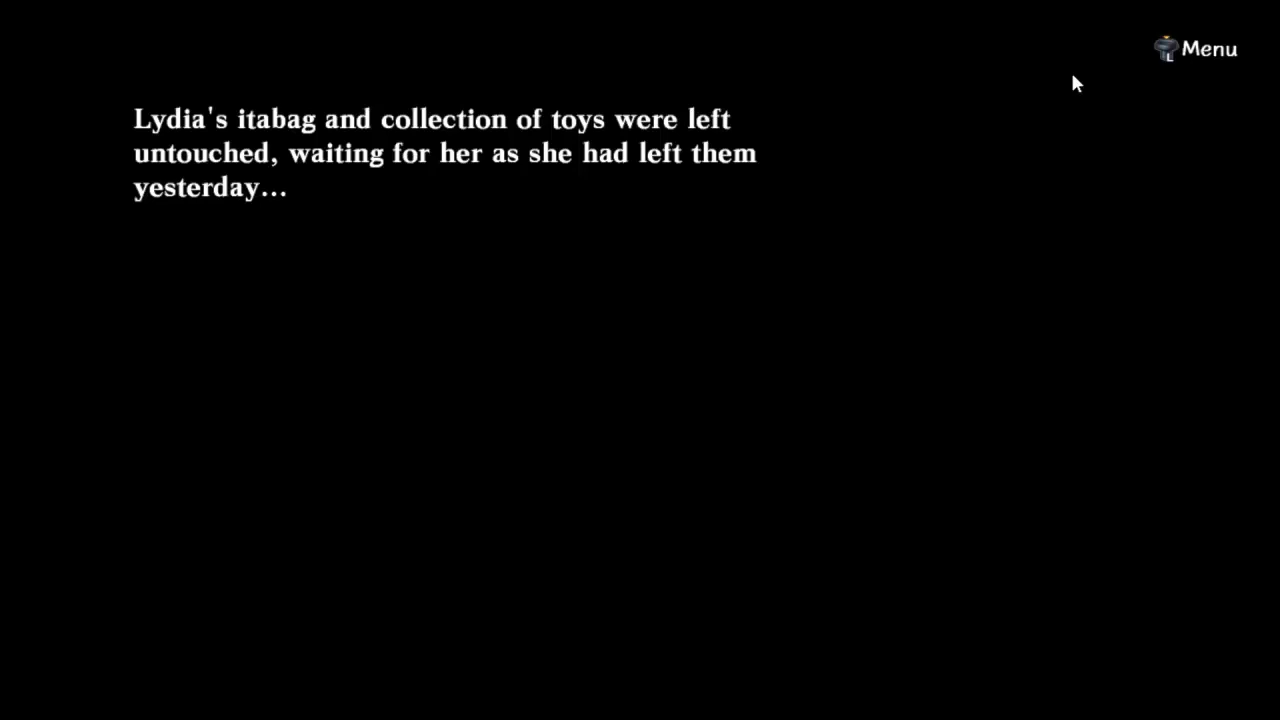 Menu
Lydia's itabag and collection of toys were left
untouched, waiting for her as she had left them
yesterday...